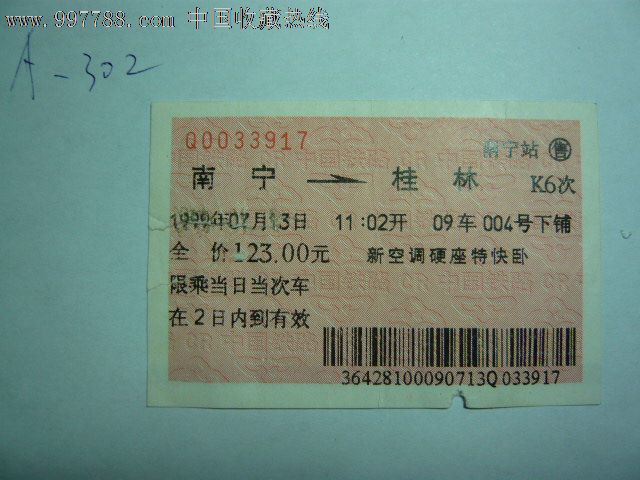 www.997788.com 中国收藏热线
A-302
Q0033917
南宁站 售
南宁 → 桂林 K6次
1999年07月13日 11:02开 09车004号下铺
全价123.00元 新空调硬座特快卧
限乘当日当次车
在2日内到有效
36428100090713Q033917